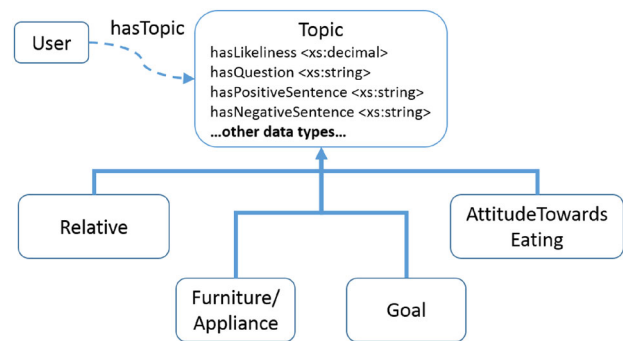 User
hasTopic
Topic
hasLikeliness <xs:decimal>
hasQuestion <xs:string>
hasPositiveSentence <xs:string>
hasNegativeSentence <xs:string>
...other data types...
Relative
AttitudeTowards
Eating
Furniture/
Appliance
Goal